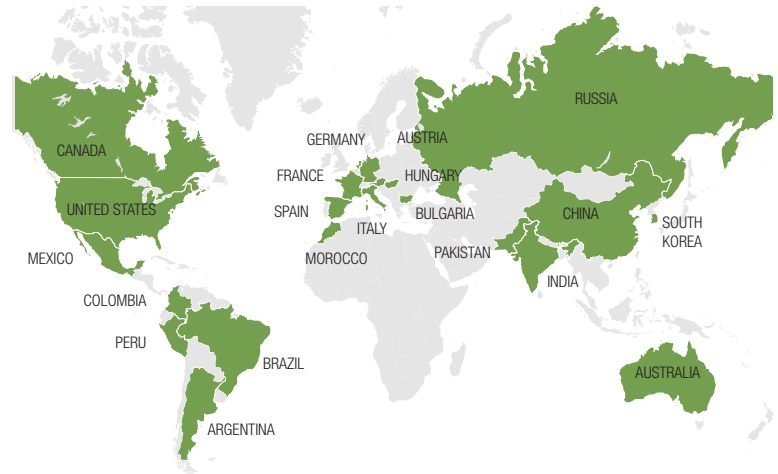 RUSSIA
GERMANY
AUSTRIA
CANADA
FRANCE
HUNGARY
UNITED STATES
SPAIN
BULGARIA
CHINA
ITALY
SOUTH
KOREA
MEXICO
MOROCCO
PAKISTAN
INDIA
COLOMBIA
PERU
BRAZIL
AUSTRALIA
ARGENTINA